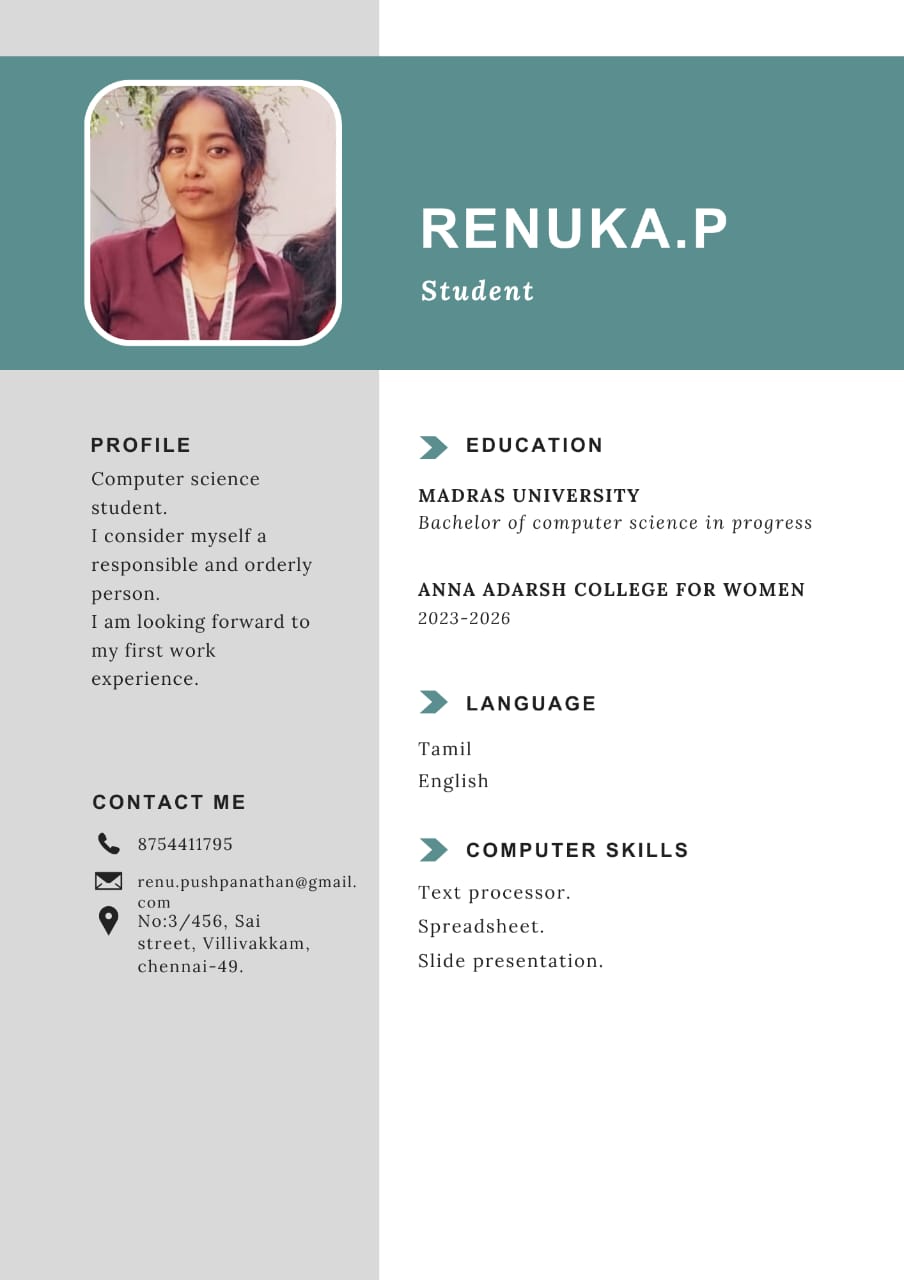 RENUKA.P
Student
PROFILE
Computer science
student.
I consider myself a
responsible and orderly
person.
I am looking forward to
my first work
experience.
CONTACT ME
8754411795
renu.pushpanathan@gmail.
com
No:3/456, Sai
street, Villivakkam,
chennai-49.
EDUCATION
MADRAS UNIVERSITY
Bachelor of computer science in progress
ANNA ADARSH COLLEGE FOR WOMEN
2023-2026
LANGUAGE
Tamil
English
COMPUTER SKILLS
Text processor.
Spreadsheet.
Slide presentation.